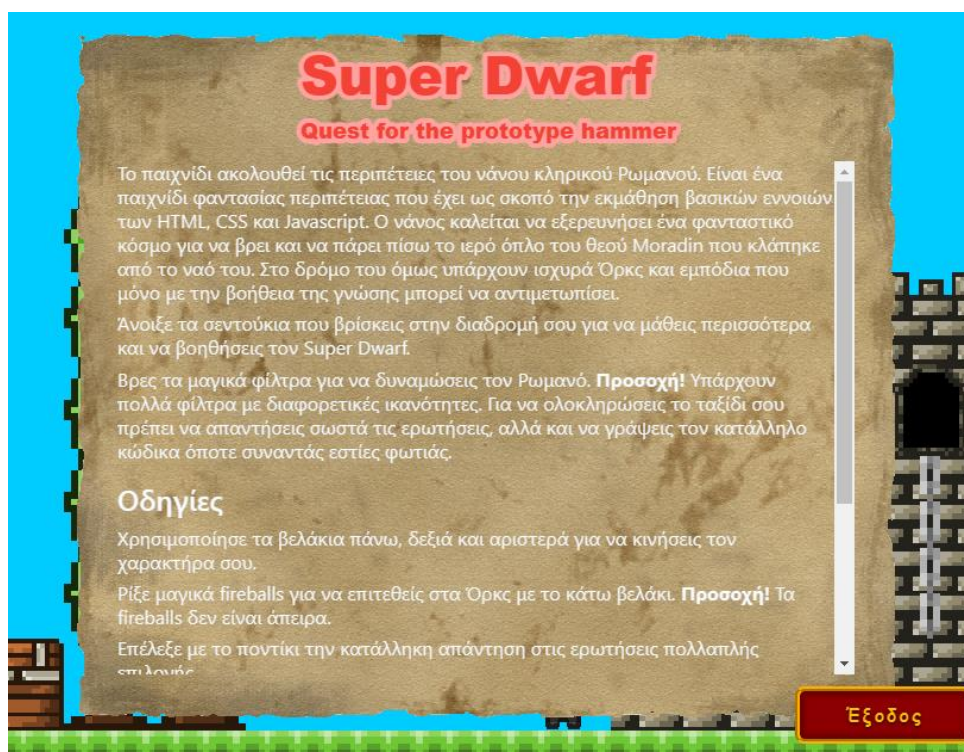 Super Dwarf
Quest for the prototype hammer
Το παιχνίδι ακολουθεί τις περιπέτειες του νάνου κληρικού Ρωμανού. Είναι ένα
παιχνίδι φαντασίας περιπέτειας που έχει ως σκοπό την εκμάθηση βασικών εννοιών
των HTML, CSS και Javascript. Ο νάνος καλείται να εξερευνήσει ένα φανταστικό
κόσμο για να βρει και να πάρει πίσω το ιερό όπλο του θεού Moradin που κλάπηκε
από το ναό του. Στο δρόμο του όμως υπάρχουν ισχυρά Όρκς και εμπόδια που
μόνο με την βοήθεια της γνώσης μπορεί να αντιμετωπίσει.
Άνοιξε τα σεντούκια που βρίσκεις στην διαδρομή σου για να μάθεις περισσότερα
και να βοηθήσεις τον Super Dwarf.
Βρες τα μαγικά φίλτρα για να δυναμώσεις τον Ρωμανό. Προσοχή! Υπάρχουν
πολλά φίλτρα με διαφορετικές ικανότητες. Για να ολοκληρώσεις το ταξίδι σου
πρέπει να απαντήσεις σωστά τις ερωτήσεις, αλλά και να γράψεις τον κατάλληλο
κώδικα όποτε συναντάς εστίες φωτιάς.
Οδηγίες
Χρησιμοποίησε τα βελάκια πάνω, δεξιά και αριστερά για να κινήσεις τον
χαρακτήρα σου.
Ρίξε μαγικά fireballs για να επιτεθείς στα Όρκς με το κάτω βελάκι. Προσοχή! Τα
fireballs δεν είναι άπειρα.
Επέλεξε με το ποντίκι την κατάλληκη απάντηση στις ερωτήσεις πολλαπλής
επιλογής
Έξοδος